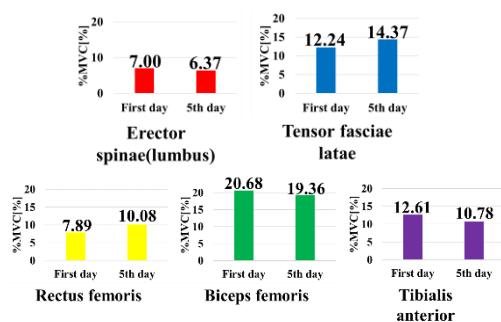 %MVC[%]
20
10
0
7.00
6.37
First day
5th day
Erector
spinae(lumbus)
%MVC[%]
20
15
10
5
0
12.24
14.37
First day
5th day
Tensor fasciae
latae
%MVC[%]
20
15
10
5
0
7.89
10.08
First day
5th day
Rectus femoris
%MVC[%]
20
15
10
5
0
20.68
19.36
First day
5th day
Biceps femoris
%MVC[%]
20
15
10
5
0
12.61
10.78
First day
5th day
Tibialis
anterior